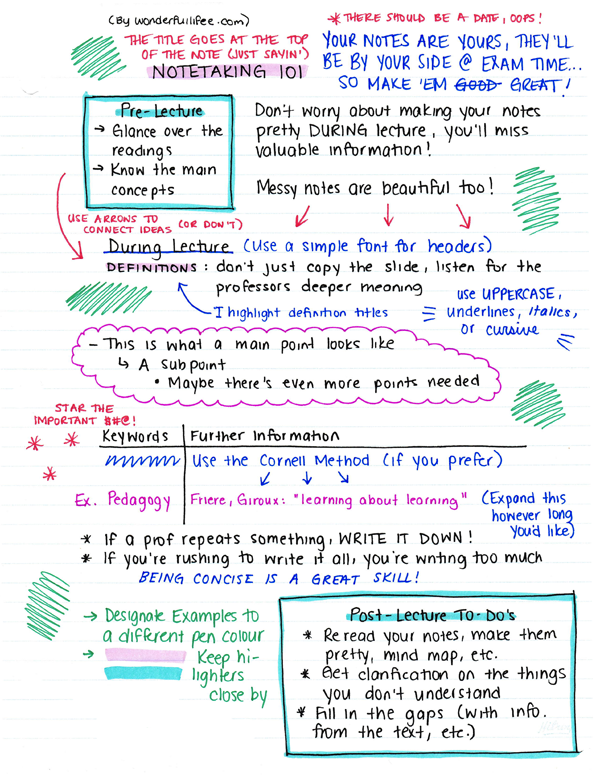 (By wonderfullifee.com)
* THERE SHOULD BE A DATE, OOPS!
THE TITLE GOES AT THE TOP
OF THE NOTE (JUST SAYIN')
NOTETAKING 101
YOUR NOTES ARE YOURS, THEY'LL
BE BY YOUR SIDE @ EXAM TIME...
SO MAKE 'EM GOOD GREAT!
Pre-Lecture
→ Glance over the
readings
→ Know the main
concepts
Don't worry about making your notes
pretty DURING lecture, you'll miss
valuable information!
Messy notes are beautiful too!
USE ARROWS TO
CONNECT IDEAS (OR DON'T)
During Lecture (Use a simple font for headers)
DEFINITIONS: don't just copy the slide, listen for the
professors deeper meaning
I highlight definition titles
use UPPERCASE,
underlines, italics,
or cursive
- This is what a main point looks like
↳ A subpoint
• Maybe there's even more points needed
STAR THE
IMPORTANT $#@!
Keywords Further Information
Use the Cornell Method (if you prefer)
Ex. Pedagogy Friere, Giroux: "learning about learning"
(Expand this
however long
you'd like)
* If a prof repeats something, WRITE IT DOWN!
* If you're rushing to write it all, you're writing too much
BEING CONCISE IS A GREAT SKILL!
→ Designate Examples to
a different pen colour
→ Keep hi-
lighters
close by
Post-Lecture To-Do's
* Reread your notes, make them
pretty, mind map, etc.
* Get clarification on the things
you don't understand
* Fill in the gaps (with info.
from the text, etc.)